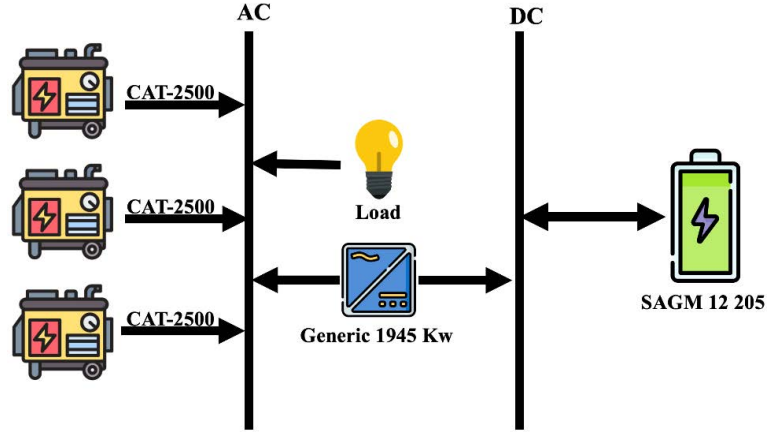 AC
DC
CAT-2500
CAT-2500
CAT-2500
Load
Generic 1945 Kw
SAGM 12 205